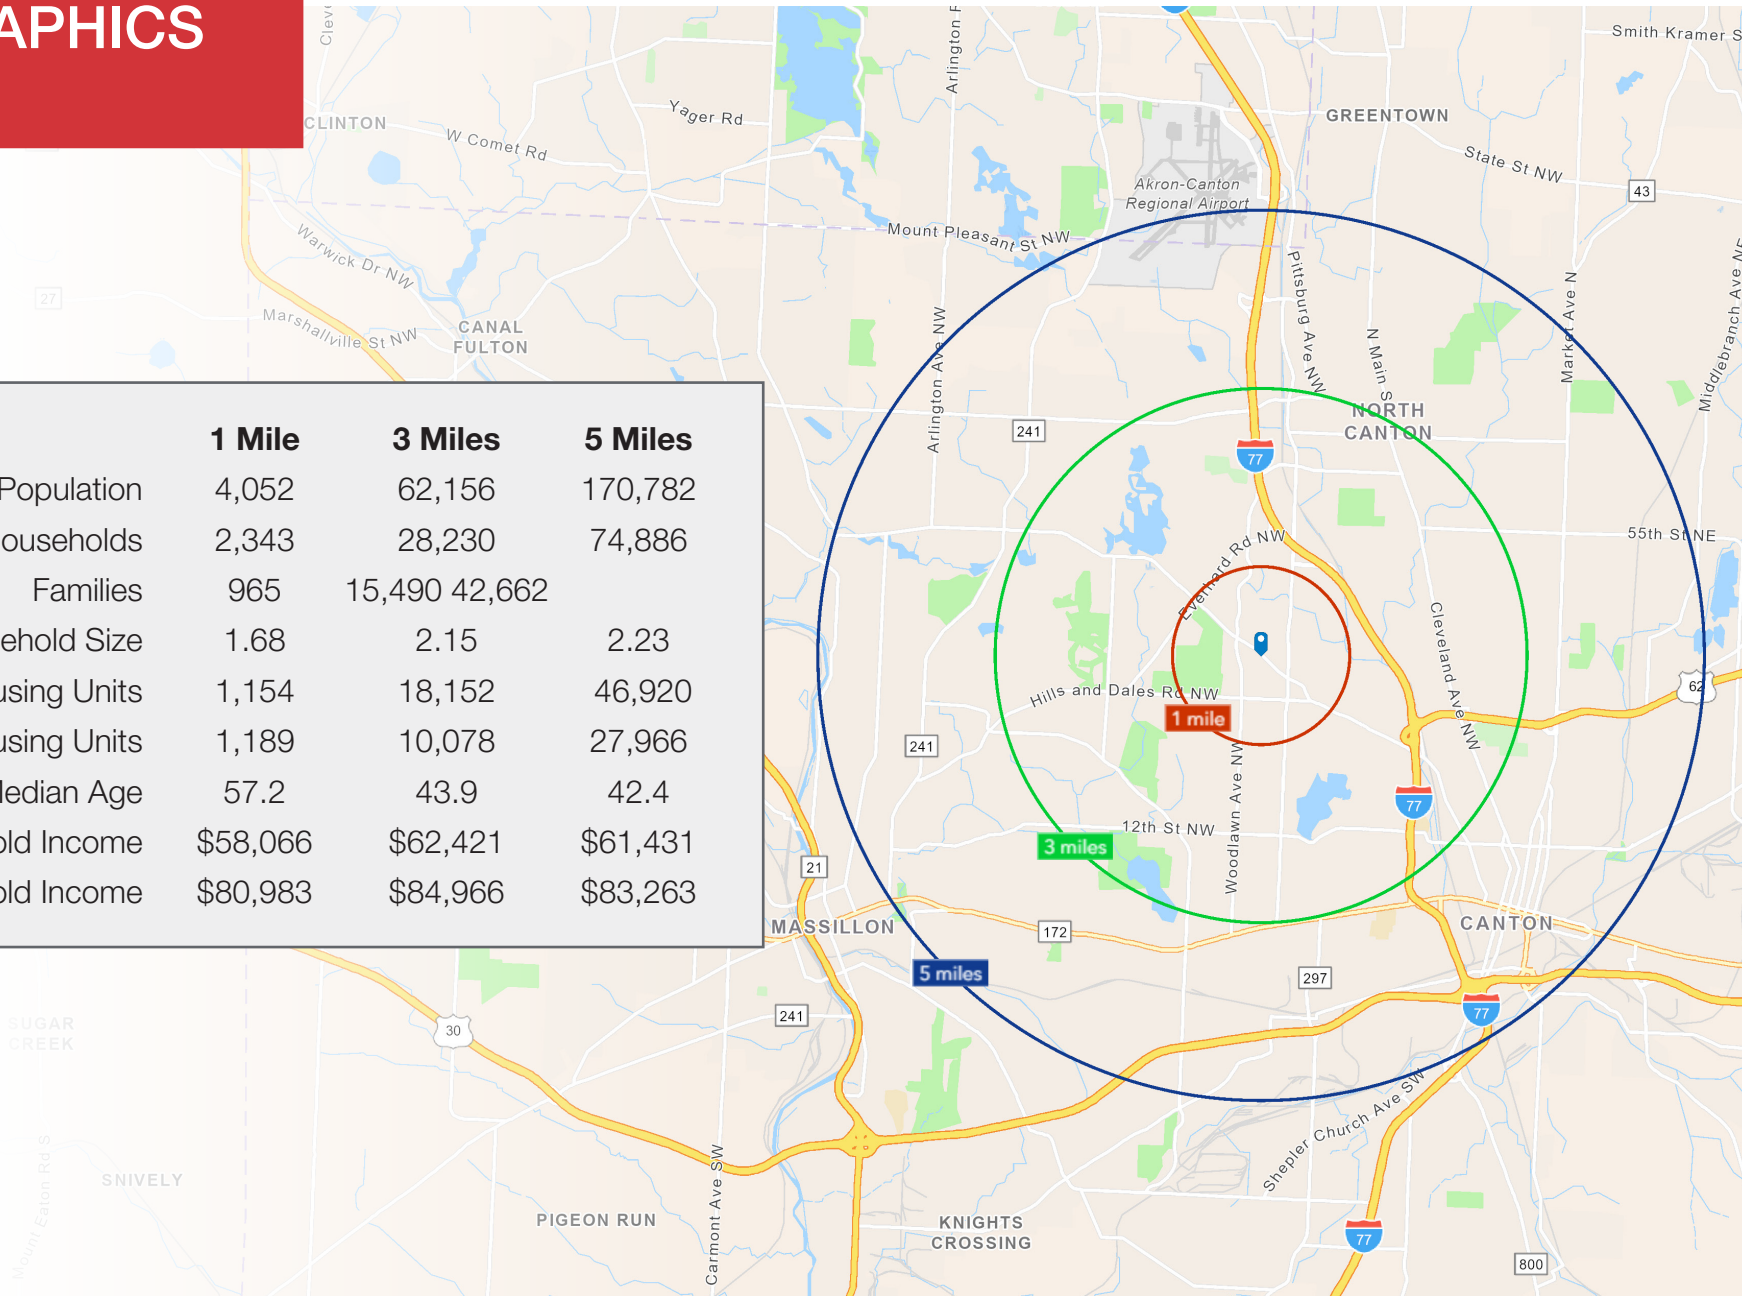 APHICS
1 Mile 3 Miles 5 Miles
Population 4,052 62,156 170,782
ouseholds 2,343 28,230 74,886
Families 965 15,490 42,662
ehold Size 1.68 2.15 2.23
using Units 1,154 18,152 46,920
using Units 1,189 10,078 27,966
Median Age 57.2 43.9 42.4
old Income $58,066 $62,421 $61,431
old Income $80,983 $84,966 $83,263
Clev
Arlington
Smith Kramer S
CLINTON
Yager Rd
W Comet Rd
GREENTOWN
State St NW
43
Akron-Canton
Regional Airport
Mount Pleasant St NW
Warwick Dr NW
27
Marshallville St NW
CANAL
FULTON
Arlington Ave NW
Pittsburg Ave NW
N Main S
Market Ave N
Middlebranch Ave NE
241
NORTH
CANTON
77
Everhard Rd NW
55th St NE
Cleveland Ave NW
62
Hills and Dales Rd NW
1 mile
241
Woodlawn Ave NW
77
12th St NW
3 miles
21
MASSILLON
172
CANTON
5 miles
297
77
241
30
SUGAR
CREEK
Shepler Church Ave SW
Mount Eaton Rd S
SNIVELY
Carmont Ave SW
PIGEON RUN
KNIGHTS
CROSSING
77
800